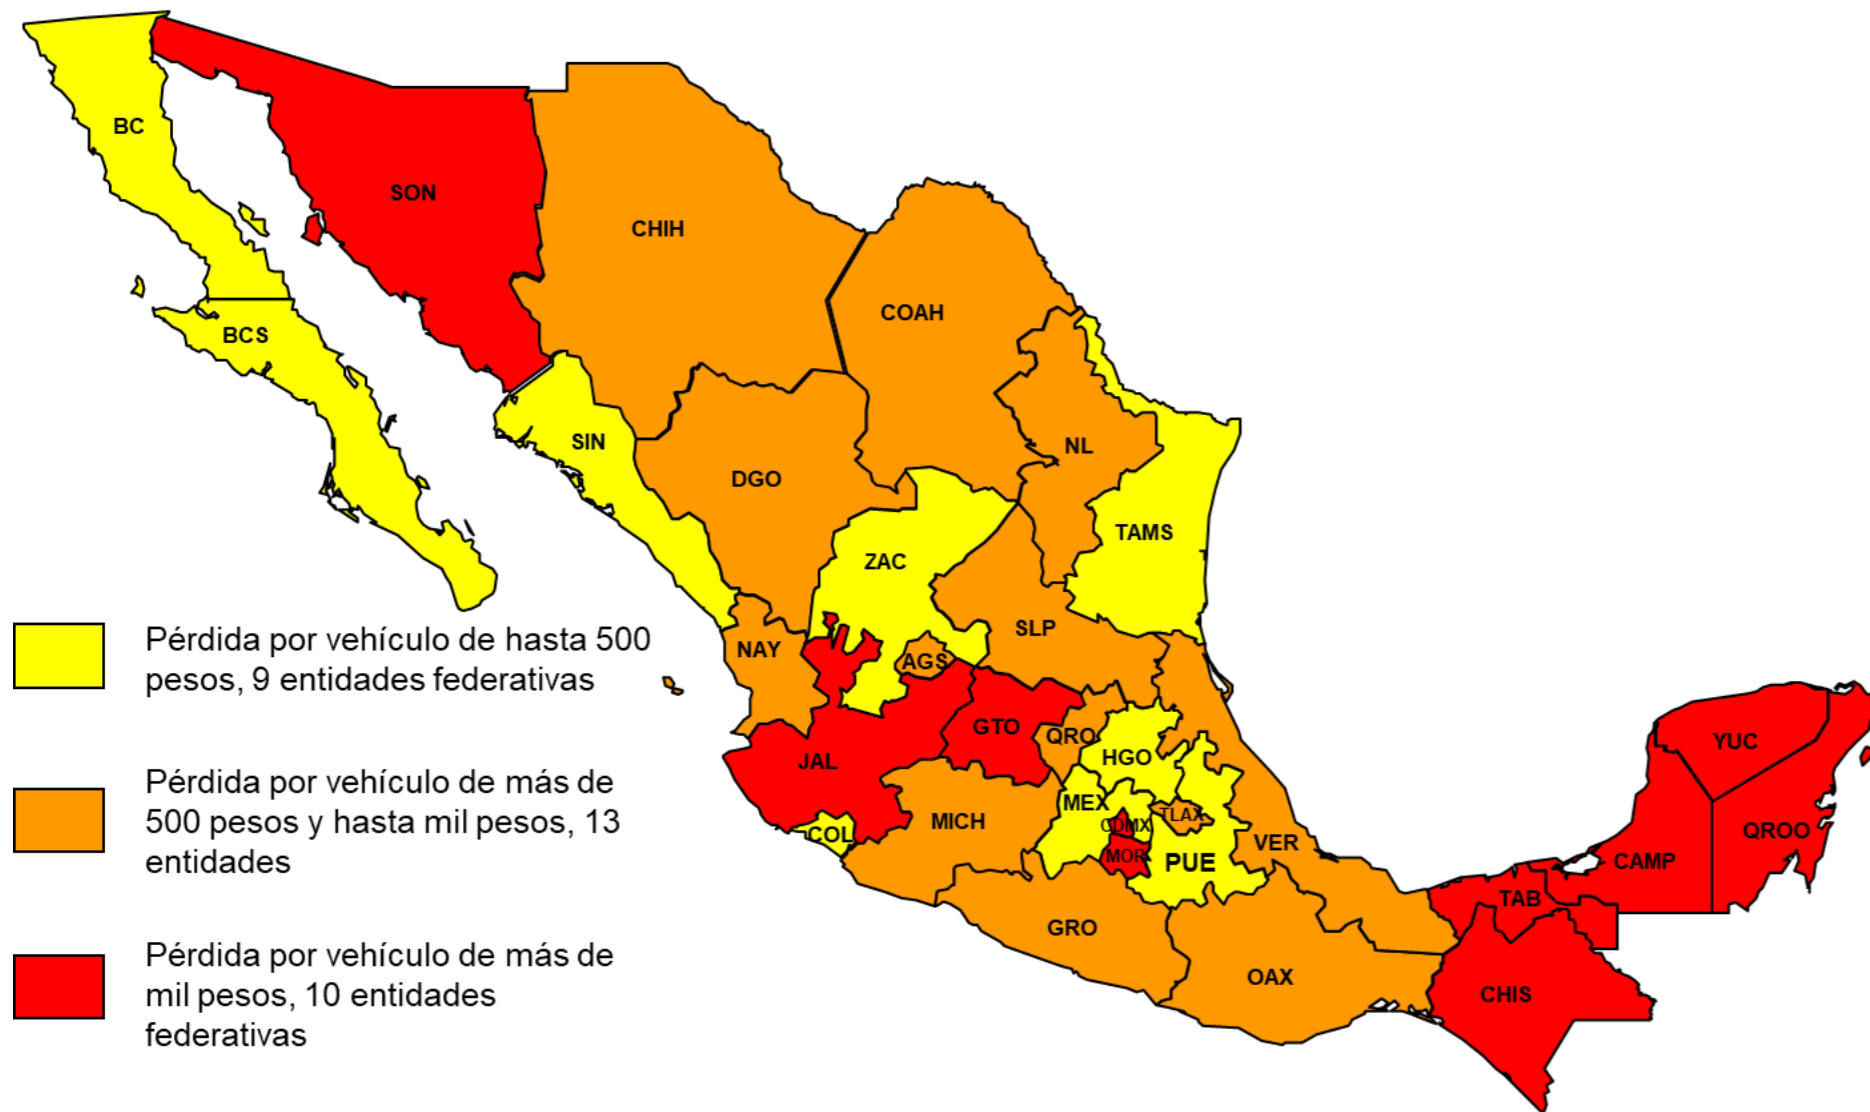 BC
SON
CHIH
COAH
BCS
SIN
NL
DGO
TAMS
ZAC
SLP
NAY
AGS
GTO
QRO
JAL
HGO
YUC
MEX
COL
MICH
CDMX
TLAX
VER
QROO
MOR
PUE
CAMP
TAB
GRO
OAX
CHIS
Pérdida por vehículo de hasta 500
pesos, 9 entidades federativas
Pérdida por vehículo de más de
500 pesos y hasta mil pesos, 13
entidades
Pérdida por vehículo de más de
mil pesos, 10 entidades
federativas